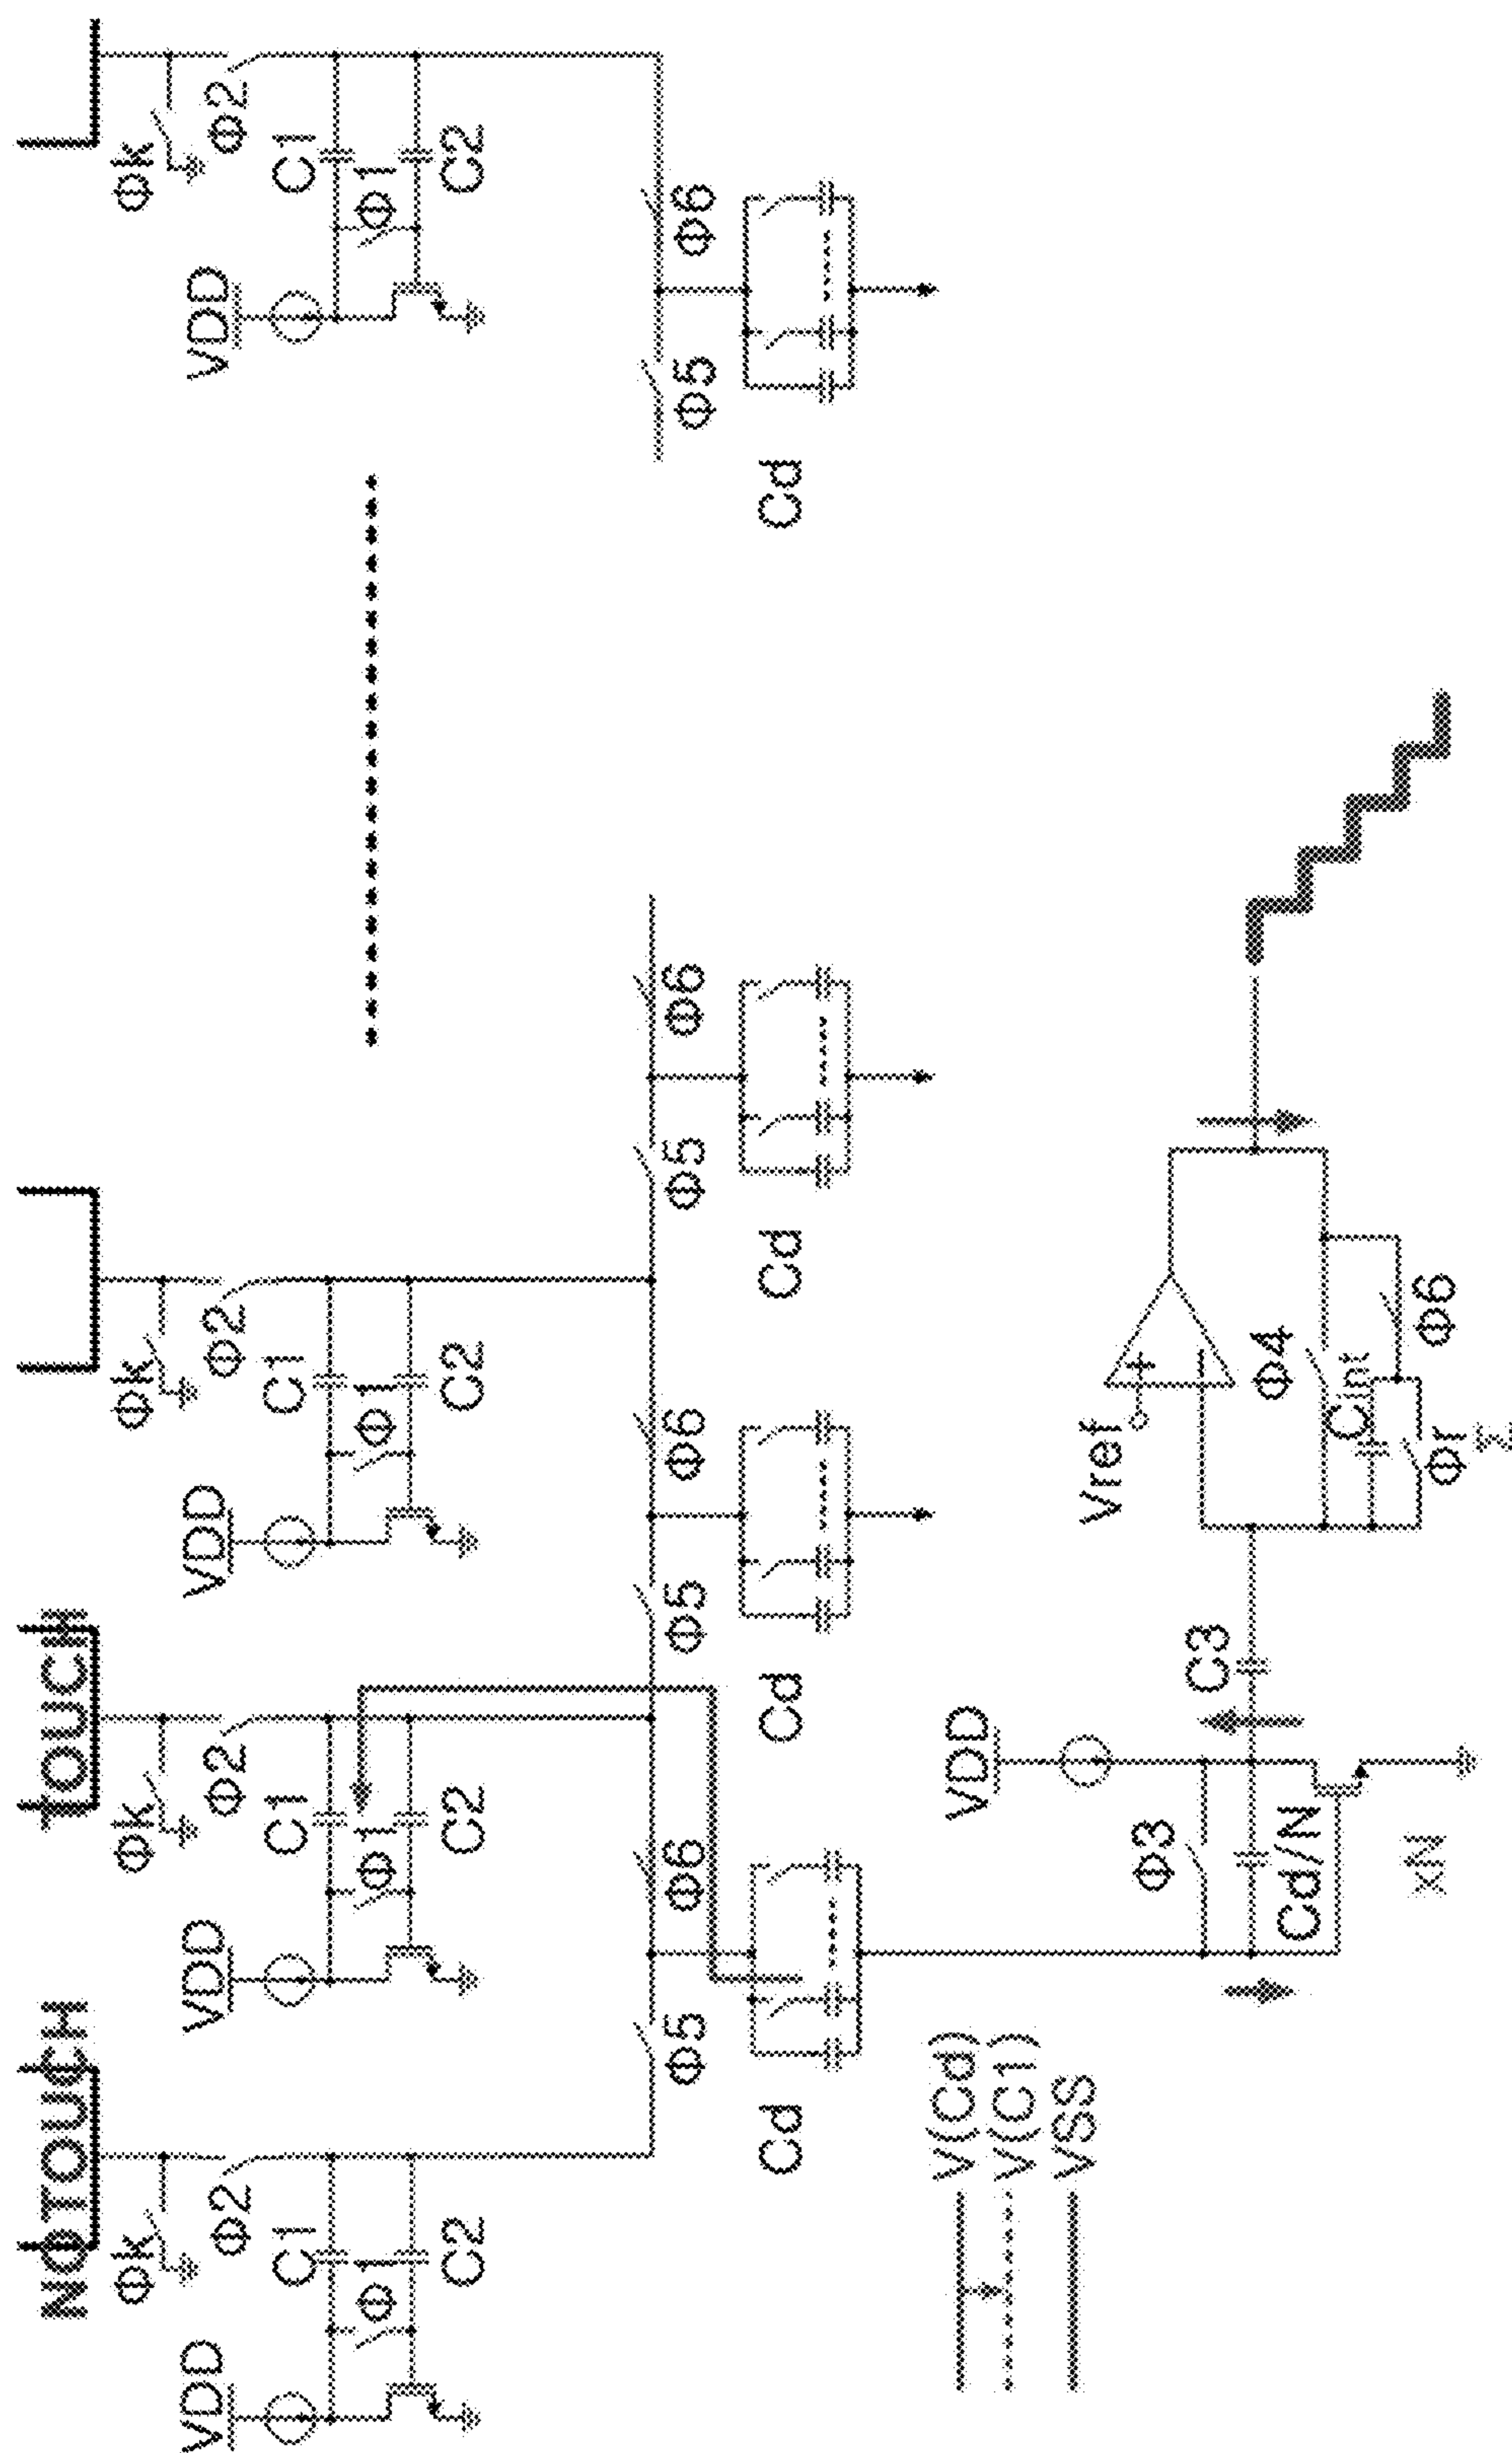 NOTOUCH TOUCH
Φk Φk Φk Φk
VDD Φ2 VDD Φ2 VDD Φ2 VDD Φ2
C1 C1 C1 C1
Φ1 Φ1 Φ1 Φ1
C2 C2 C2 C2
Φ5 Φ6 Φ5 Φ6 Φ5 Φ6 Φ5 Φ6
Cd Cd Cd Cd
V(Cd)
V(C1)
VSS
VDD
Φ3
Cd/N
xN
C3
Vref
+
−
Φ4
Cint
Φ6
Φr
Σ